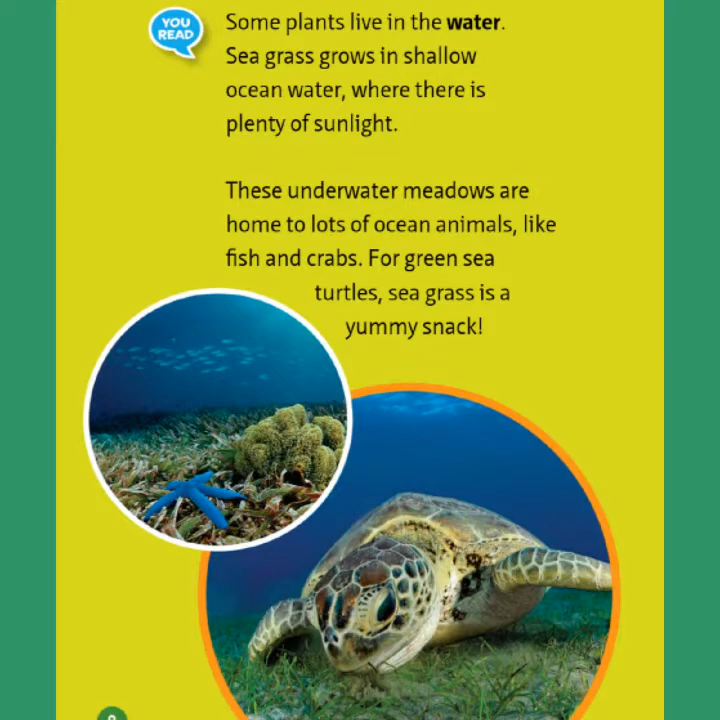 YOU
READ
Some plants live in the water.
Sea grass grows in shallow
ocean water, where there is
plenty of sunlight.
These underwater meadows are
home to lots of ocean animals, like
fish and crabs. For green sea
turtles, sea grass is a
yummy snack!